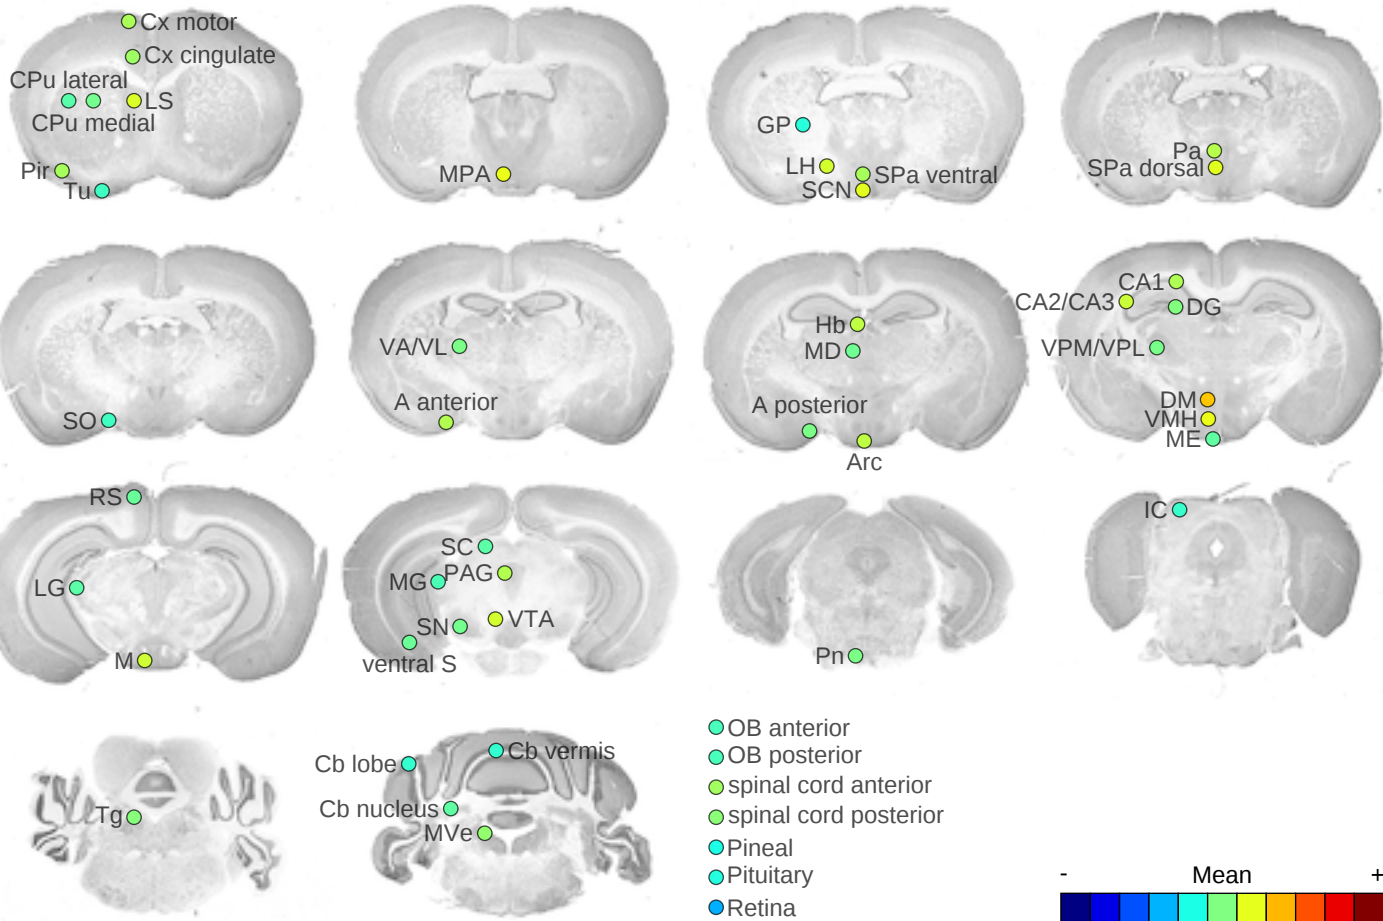 Cx motor
Cx cingulate
CPu lateral
LS
CPu medial
Pir
Tu
MPA
GP
LH
SPa ventral
SCN
Pa
SPa dorsal
SO
VA/VL
A anterior
Hb
MD
A posterior
Arc
CA1
CA2/CA3
DG
VPM/VPL
DM
VMH
ME
RS
LG
M
SC
PAG
MG
VTA
SN
ventral S
Pn
IC
Tg
Cb vermis
Cb lobe
Cb nucleus
MVe
OB anterior
OB posterior
spinal cord anterior
spinal cord posterior
Pineal
Pituitary
Retina
- Mean +